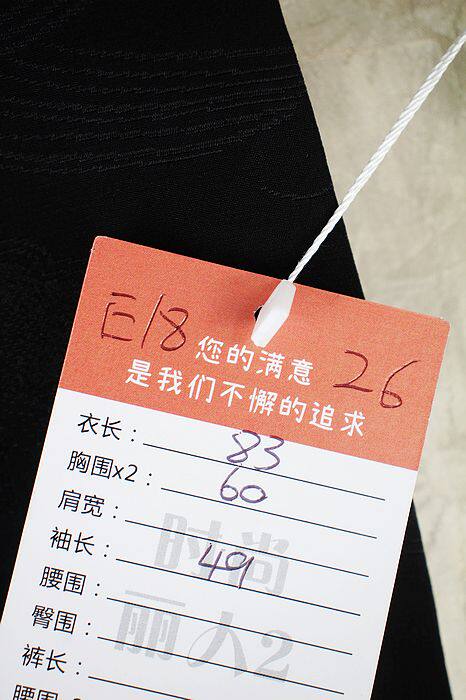 E18
26
您的满意
是我们不懈的追求
衣长： 83
胸围x2： 60
肩宽：
袖长： 49
腰围：
臀围：
裤长：
腰围
时尚
丽人2